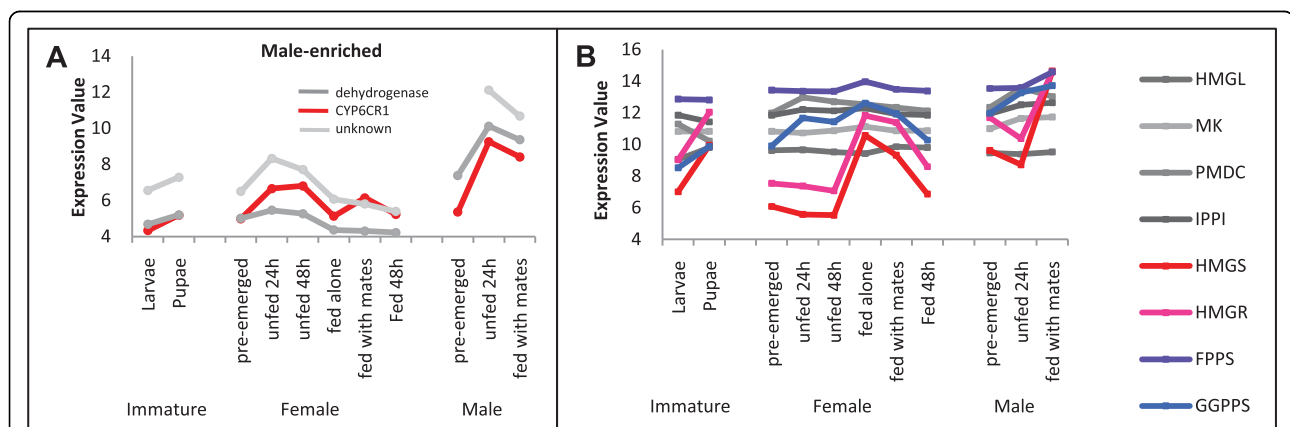 A
Male-enriched
Expression Value
14
12
10
8
6
4
dehydrogenase
CYP6CR1
unknown
Larvae
Pupae
pre-emerged
unfed 24h
unfed 48h
fed alone
fed with mates
Fed 48h
pre-emerged
unfed 24h
fed with mates
Immature
Female
Male
B
Expression Value
16
14
12
10
8
6
4
Larvae
Pupae
pre-emerged
unfed 24h
unfed 48h
fed alone
fed with mates
Fed 48h
pre-emerged
unfed 24h
fed with mates
Immature
Female
Male
HMGL
MK
PMDC
IPPI
HMGS
HMGR
FPPS
GGPPS